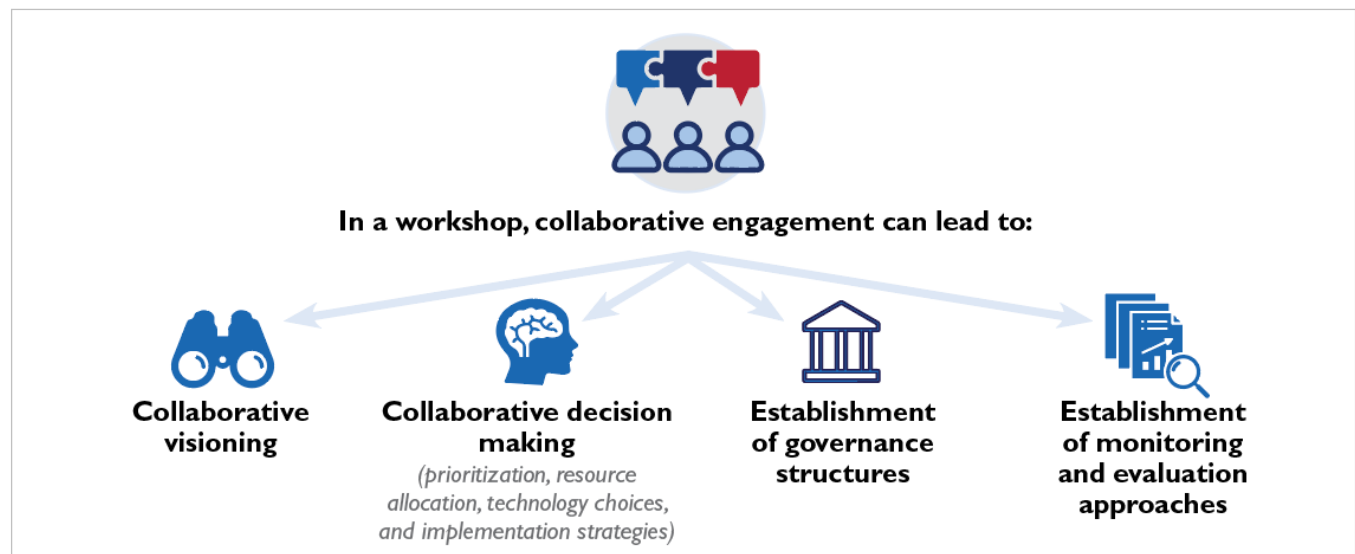 In a workshop, collaborative engagement can lead to:
Collaborative
visioning
Collaborative decision
making
(prioritization, resource
allocation, technology choices,
and implementation strategies)
Establishment
of governance
structures
Establishment
of monitoring
and evaluation
approaches